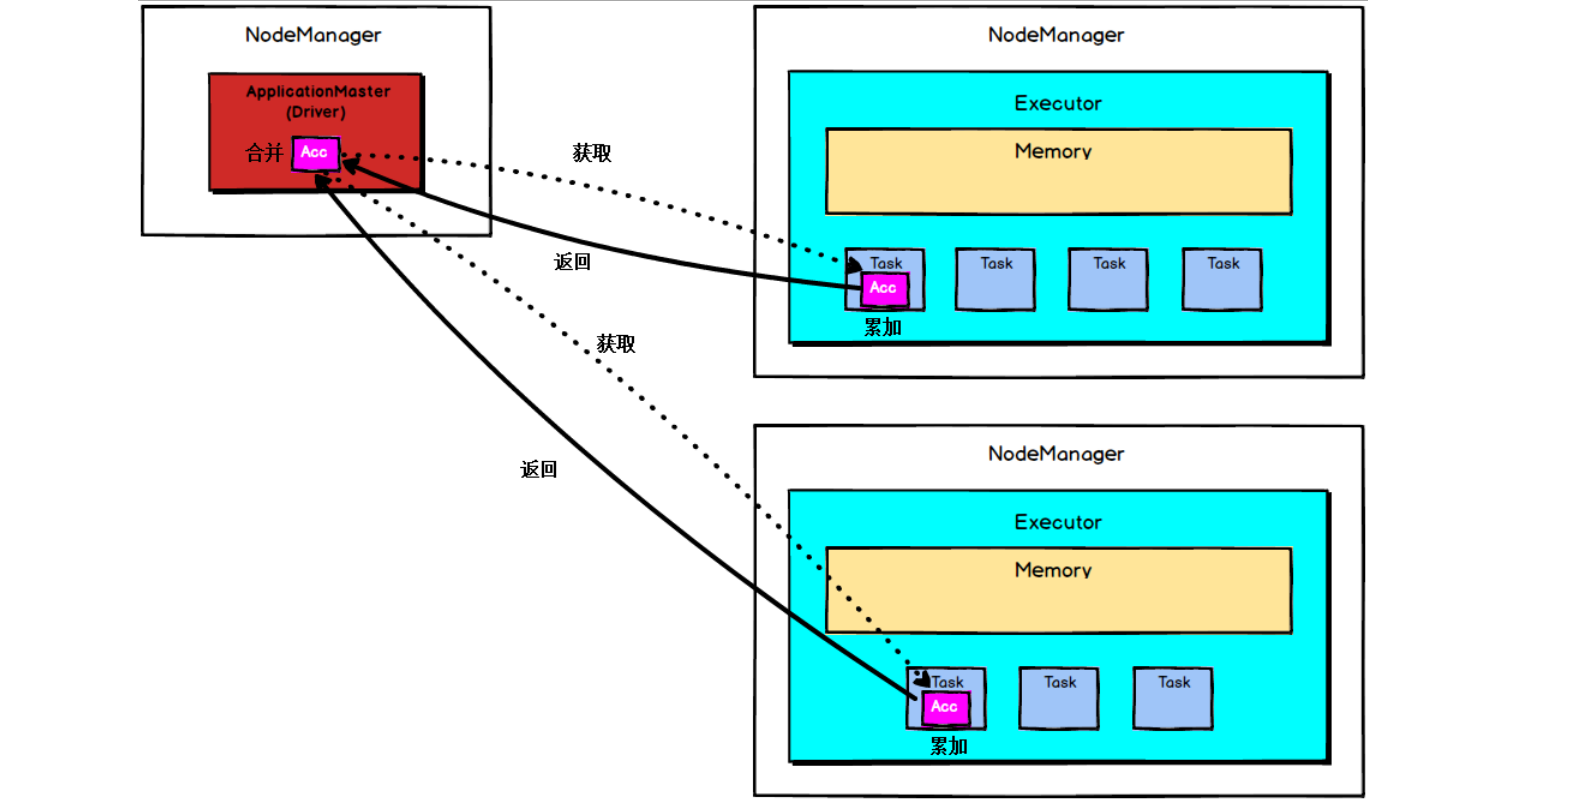 NodeManager
ApplicationMaster
(Driver)
合并
Acc
获取
返回
获取
返回
NodeManager
Executor
Memory
Task
Acc
累加
Task
Task
Task
NodeManager
Executor
Memory
Task
Acc
累加
Task
Task